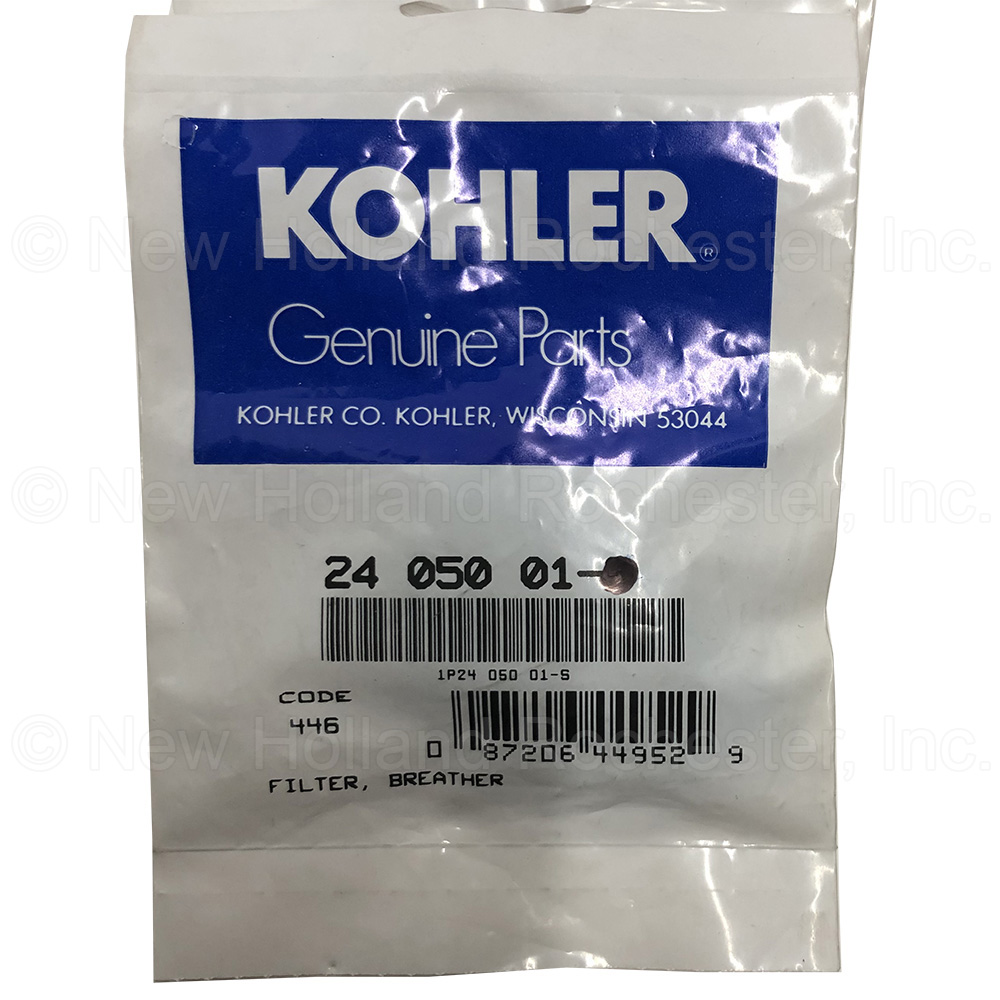 KOHLER®
Genuine Parts
KOHLER CO. KOHLER, WISCONSIN 53044
24 050 01-
1P24 050 01-S
CODE
446
0 87206 44952 9
FILTER, BREATHER
© New Holland Rochester, Inc.
© New Holland Rochester, Inc.
© New Holland Rochester, Inc.